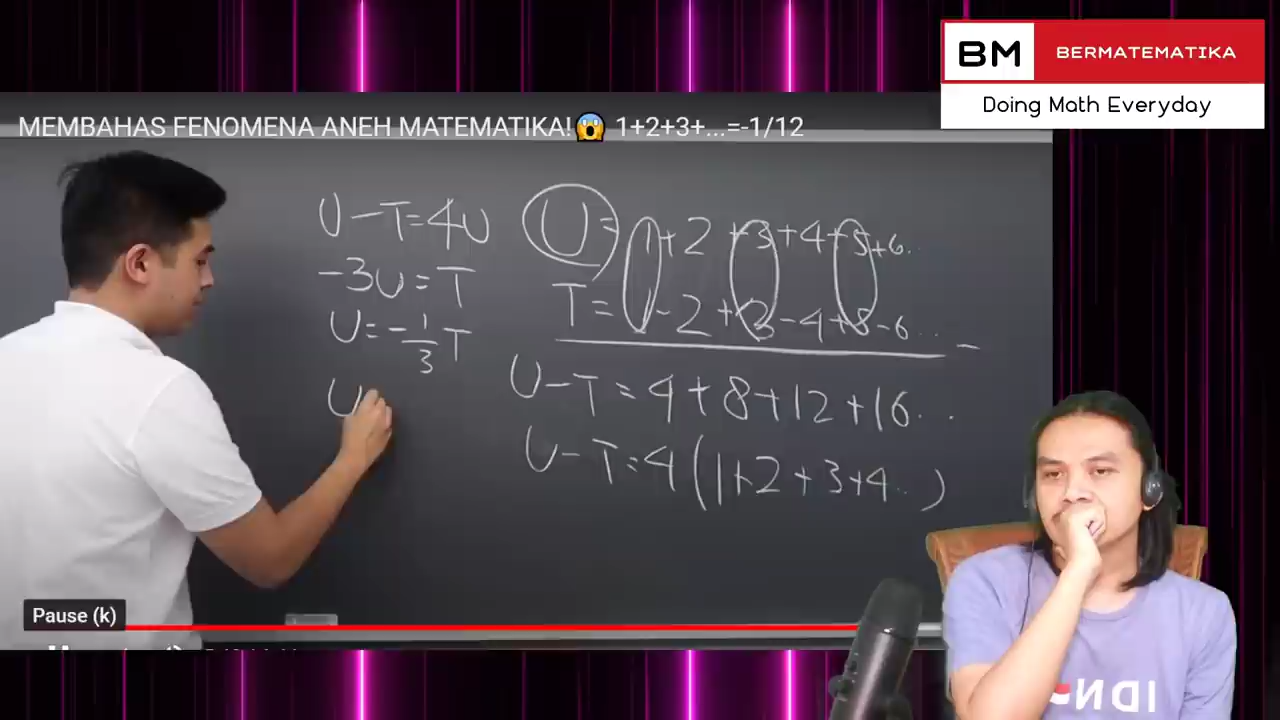 BM BERMATEMATIKA
Doing Math Everyday
MEMBAHAS FENOMENA ANEH MATEMATIKA!😱 1+2+3+...=-1/12
U-T=4U
-3U=T
U=-1/3T
U
U=1+2+3+4+5+6..
T=1-2+3-4+5-6...
U-T=4+8+12+16...
U-T=4(1+2+3+4..)
Pause (k)
IDN